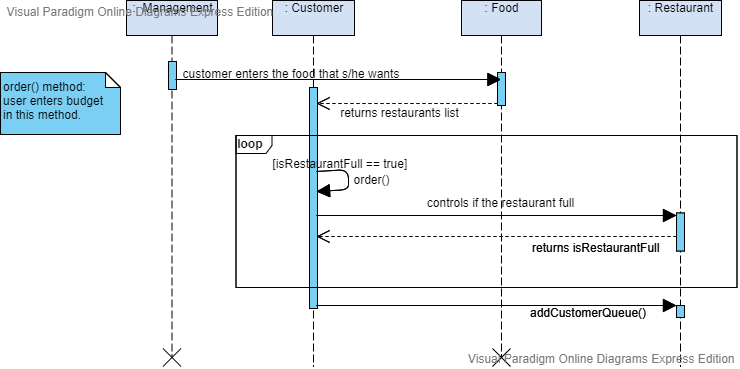 Visual Paradigm Online Diagrams Express Edition
: Management
: Customer
: Food
: Restaurant
customer enters the food that s/he wants
order() method:
user enters budget
in this method.
returns restaurants list
loop
[isRestaurantFull == true]
order()
controls if the restaurant full
returns isRestaurantFull
addCustomerQueue()
Visual Paradigm Online Diagrams Express Edition